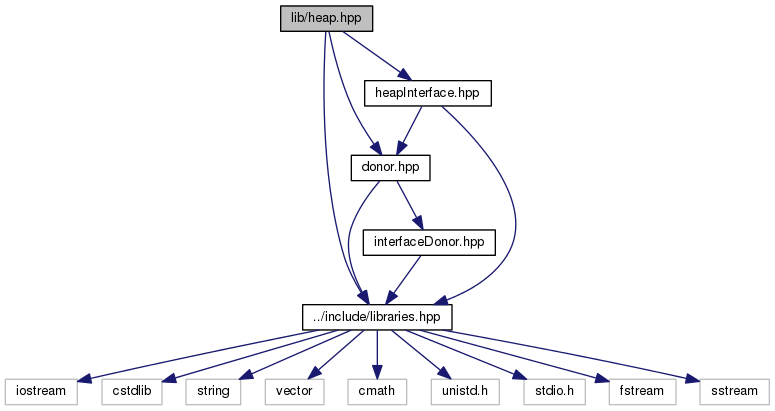 lib/heap.hpp
heapInterface.hpp
donor.hpp
interfaceDonor.hpp
../include/libraries.hpp
iostream
cstdlib
string
vector
cmath
unistd.h
stdio.h
fstream
sstream